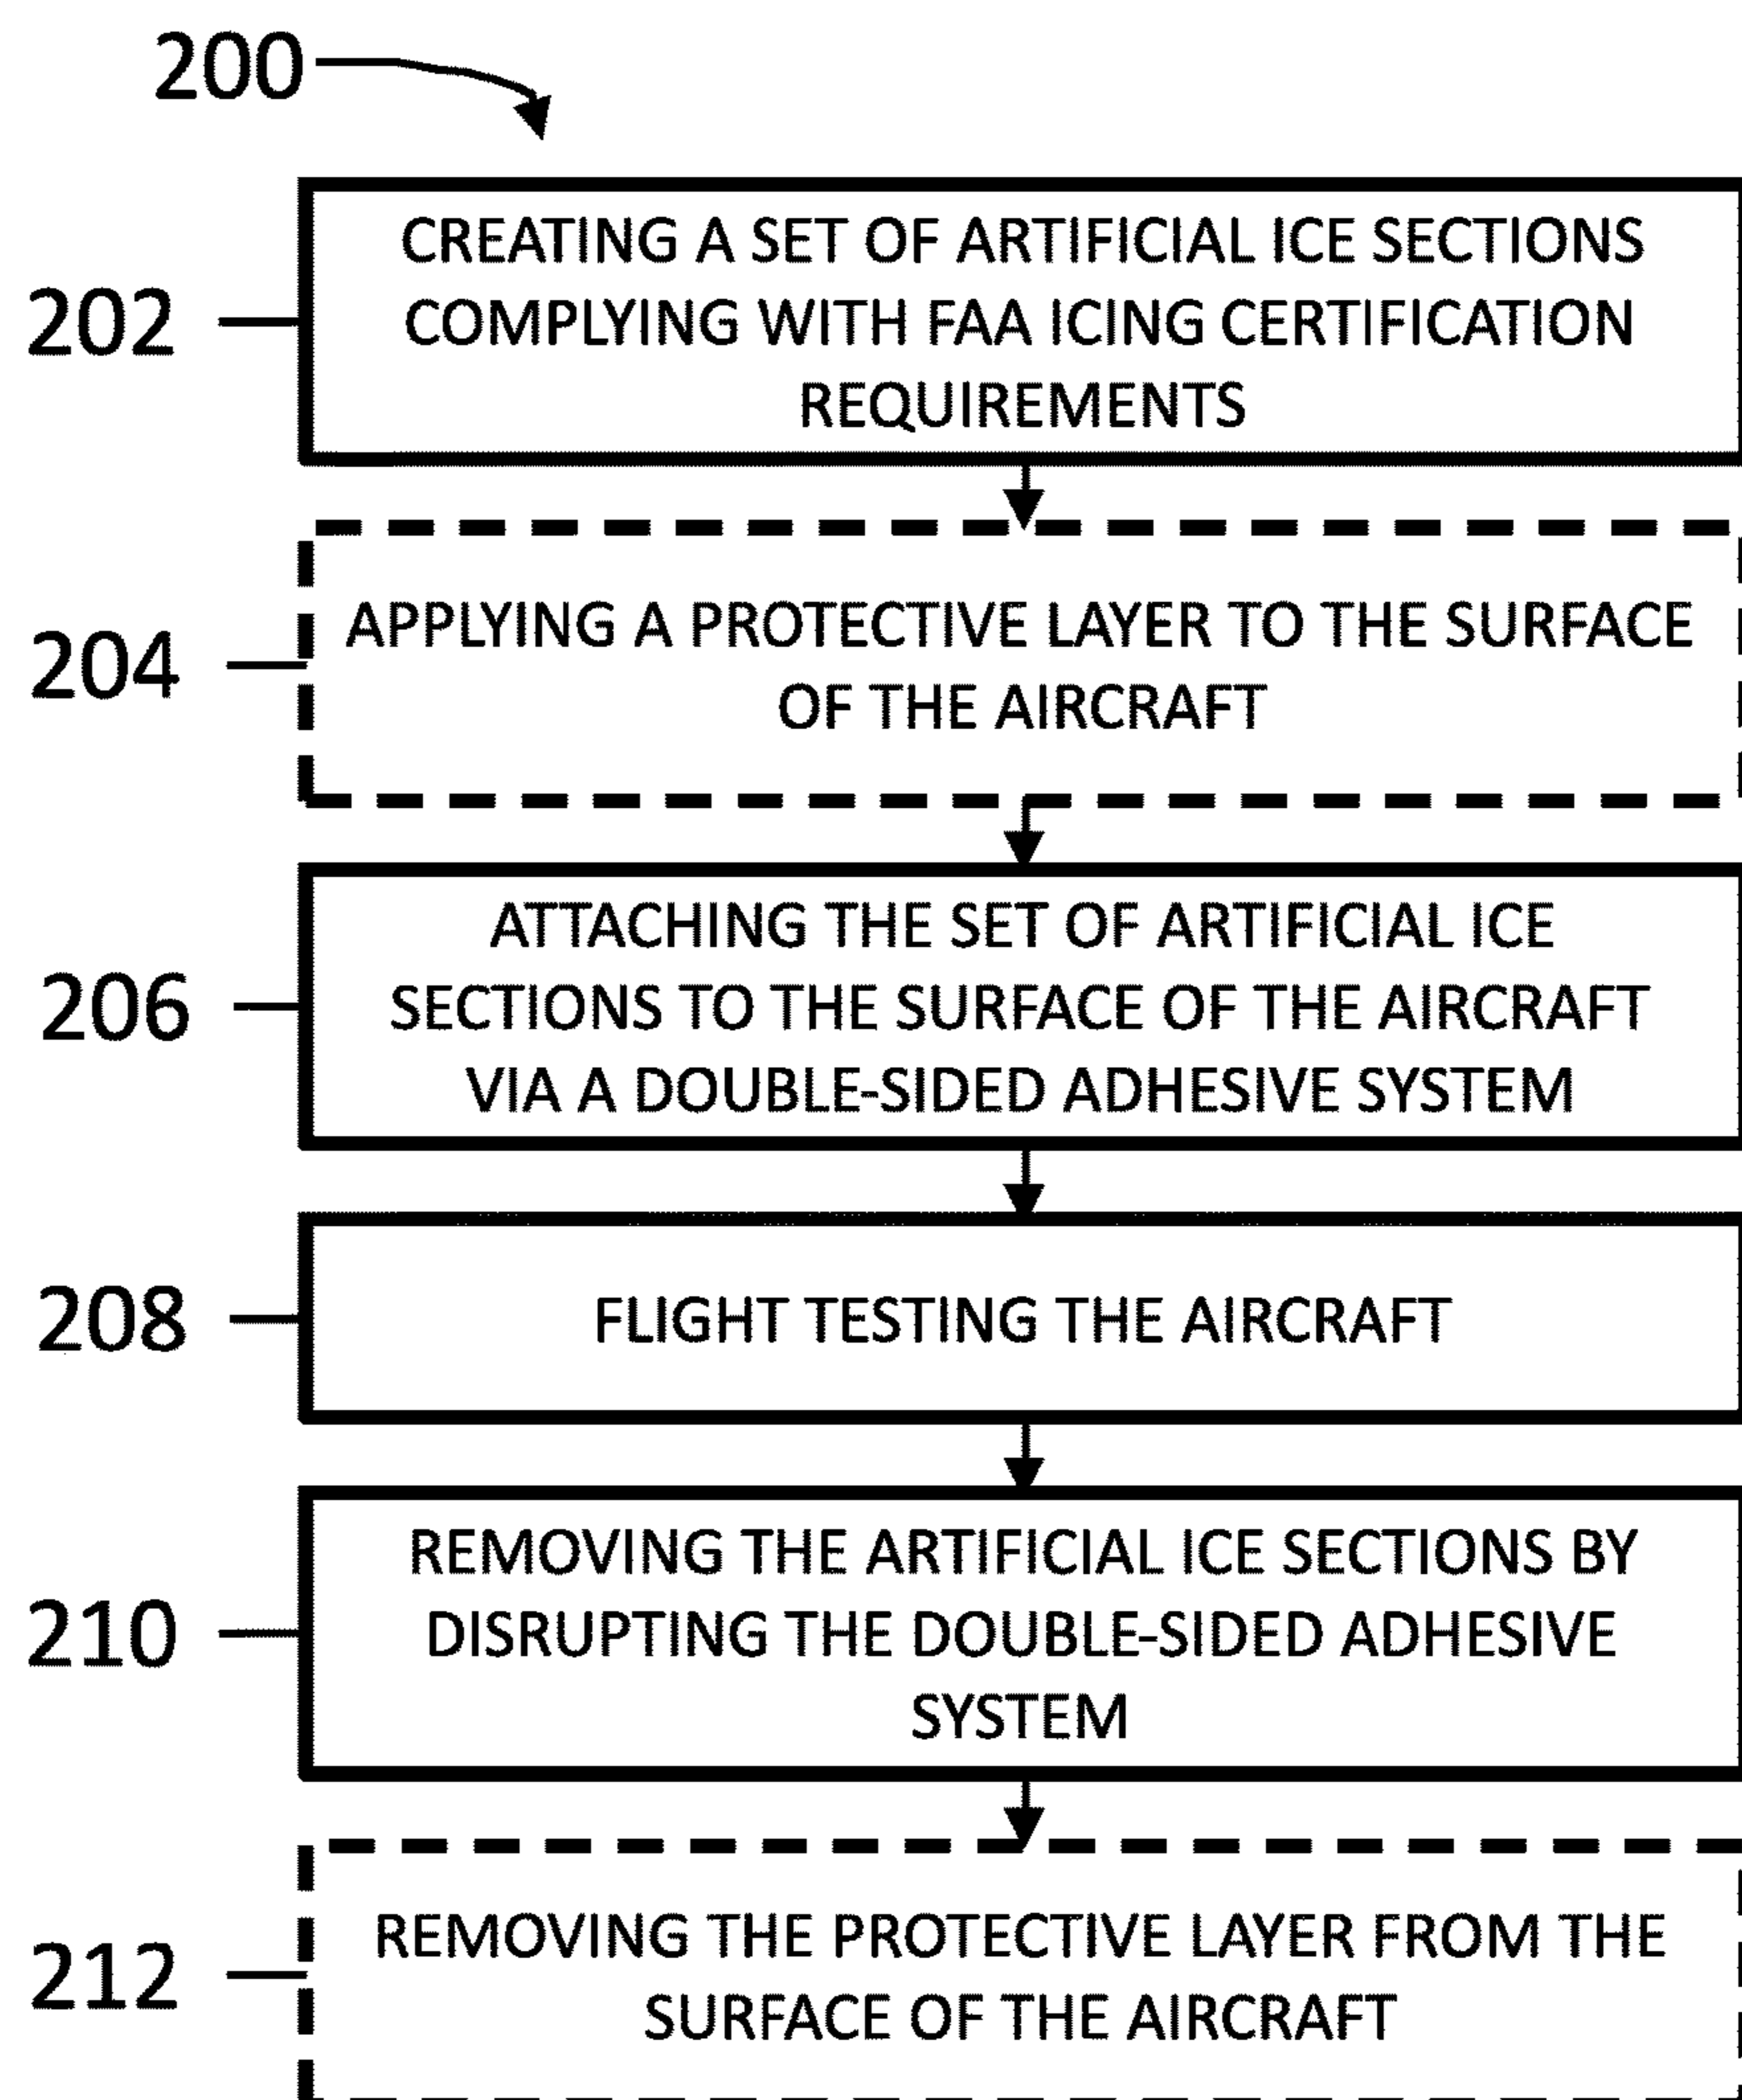 200
202
CREATING A SET OF ARTIFICIAL ICE SECTIONS
COMPLYING WITH FAA ICING CERTIFICATION
REQUIREMENTS
204
APPLYING A PROTECTIVE LAYER TO THE SURFACE
OF THE AIRCRAFT
206
ATTACHING THE SET OF ARTIFICIAL ICE
SECTIONS TO THE SURFACE OF THE AIRCRAFT
VIA A DOUBLE-SIDED ADHESIVE SYSTEM
208
FLIGHT TESTING THE AIRCRAFT
210
REMOVING THE ARTIFICIAL ICE SECTIONS BY
DISRUPTING THE DOUBLE-SIDED ADHESIVE
SYSTEM
212
REMOVING THE PROTECTIVE LAYER FROM THE
SURFACE OF THE AIRCRAFT